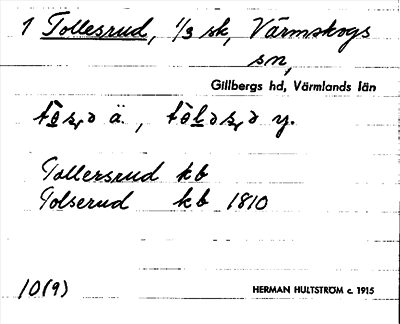 1 Tollesrud, 1/3 sk, Värmskogs
sn,
Gillbergs hd, Värmlands län
ä. , y.
Tollersrud kb
Tolserud kb 1810
10(9) HERMAN HULTSTRÖM c. 1915